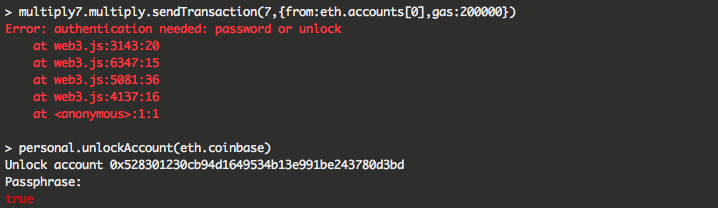 > multiply7.multiply.sendTransaction(7,{from:eth.accounts[0],gas:200000})
Error: authentication needed: password or unlock
    at web3.js:3143:20
    at web3.js:6347:15
    at web3.js:5081:36
    at web3.js:4137:16
    at <anonymous>:1:1
> personal.unlockAccount(eth.coinbase)
Unlock account 0x528301230cb94d1649534b13e991be243780d3bd
Passphrase:
true